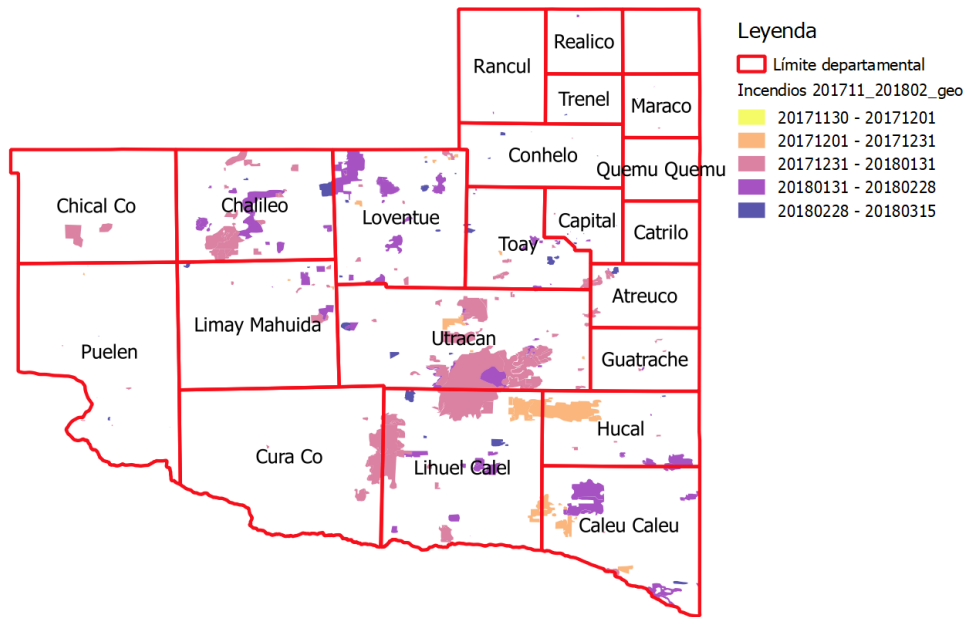 Leyenda
Límite departamental
Incendios 201711_201802_geo
20171130 - 20171201
20171201 - 20171231
20171231 - 20180131
20180131 - 20180228
20180228 - 20180315
Realico
Rancul
Trenel
Maraco
Conhelo
Quemu Quemu
Chical Co
Chalileo
Loventue
Capital
Toay
Catrilo
Atreuco
Limay Mahuida
Utracan
Puelen
Guatrache
Hucal
Cura Co
Lihuel Calel
Caleu Caleu